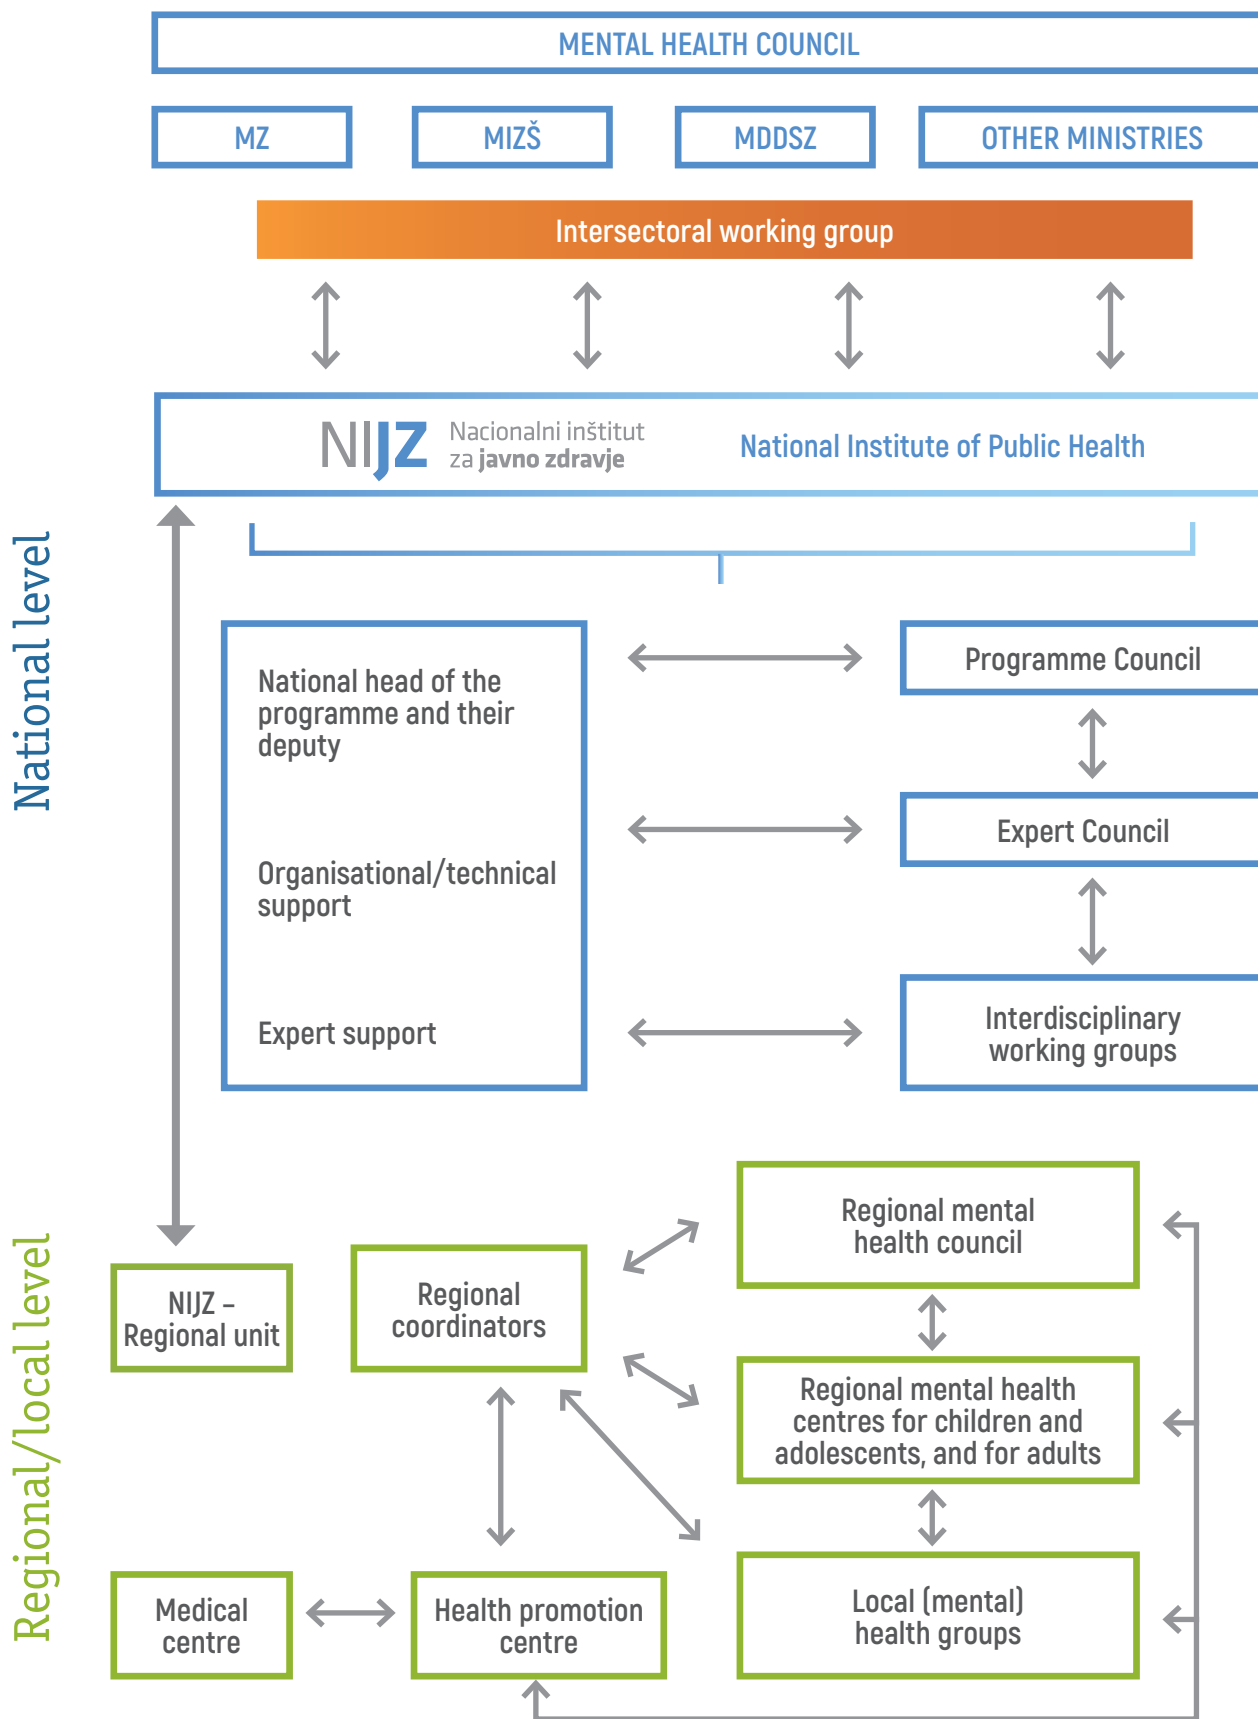 MENTAL HEALTH COUNCIL
MZ
MIZŠ
MDDSZ
OTHER MINISTRIES
Intersectoral working group
NIJZ
Nacionalni inštitut
za javno zdravje
National Institute of Public Health
National level
National head of the
programme and their
deputy
Organisational/technical
support
Expert support
Programme Council
Expert Council
Interdisciplinary
working groups
Regional/local level
NIJZ –
Regional unit
Regional
coordinators
Regional mental
health council
Regional mental health
centres for children and
adolescents, and for adults
Medical
centre
Health promotion
centre
Local (mental)
health groups